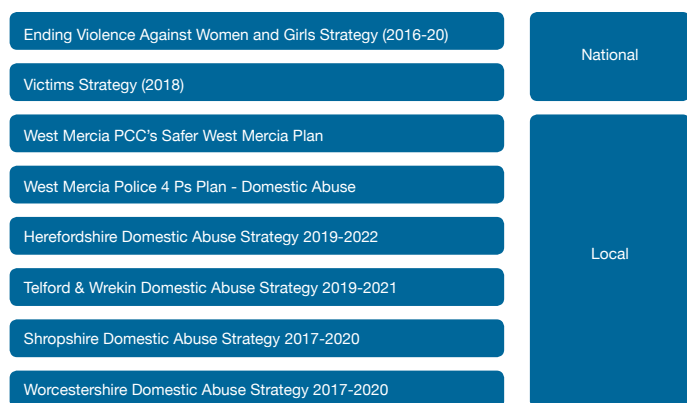 Ending Violence Against Women and Girls Strategy (2016-20)
Victims Strategy (2018)
National
West Mercia PCC's Safer West Mercia Plan
West Mercia Police 4 Ps Plan - Domestic Abuse
Herefordshire Domestic Abuse Strategy 2019-2022
Telford & Wrekin Domestic Abuse Strategy 2019-2021
Shropshire Domestic Abuse Strategy 2017-2020
Worcestershire Domestic Abuse Strategy 2017-2020
Local